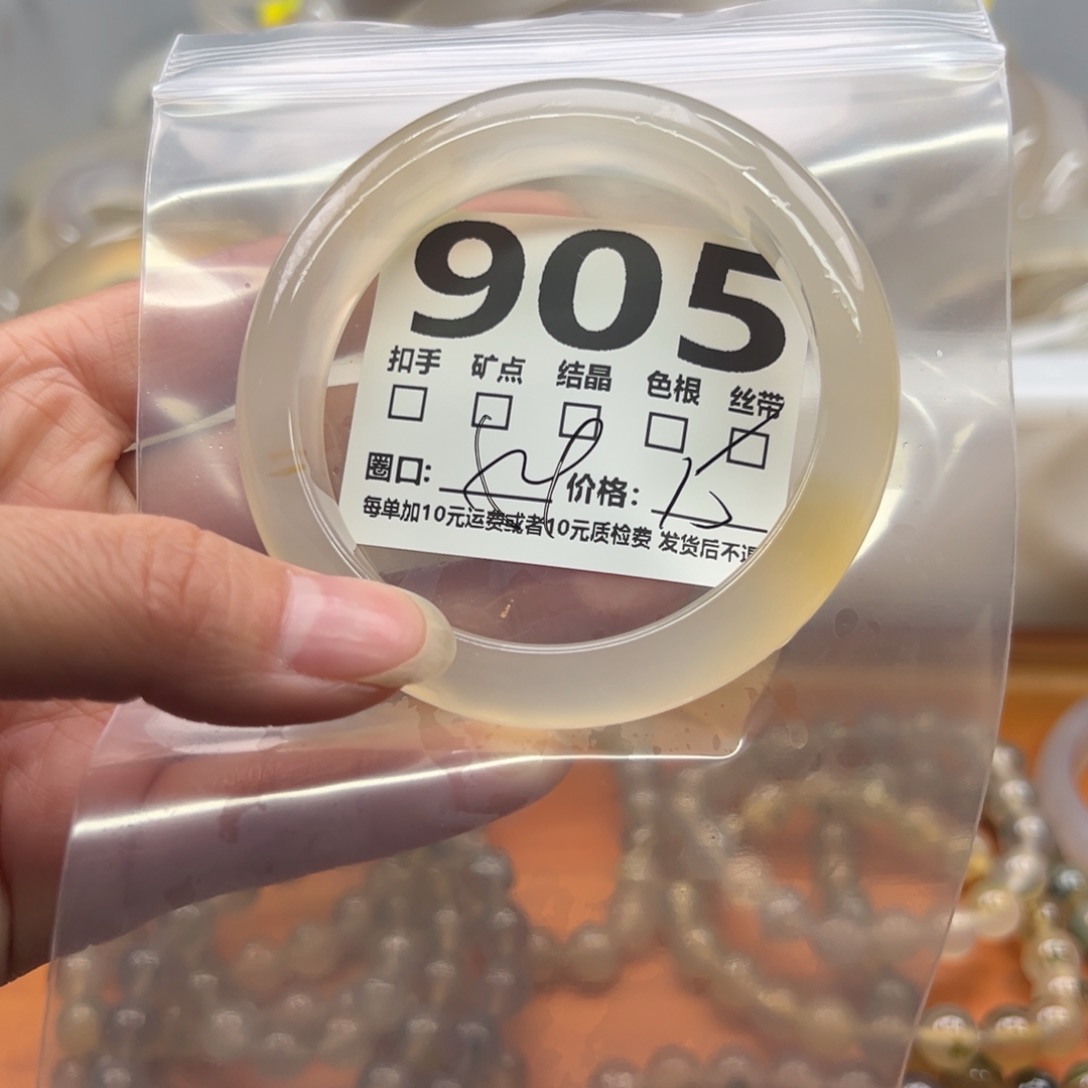 905
扣手 矿点 结晶 色根 丝带
圈口: 价格:
每单加10元运费或者10元质检费 发货后不退